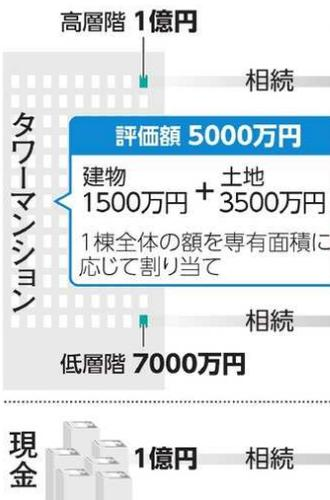 高層階 1億円
相続
タワーマンション
評価額 5000万円
建物
1500万円
+
土地
3500万円
1棟全体の額を専有面積に
応じて割り当て
相続
低層階 7000万円
現金
1億円
相続